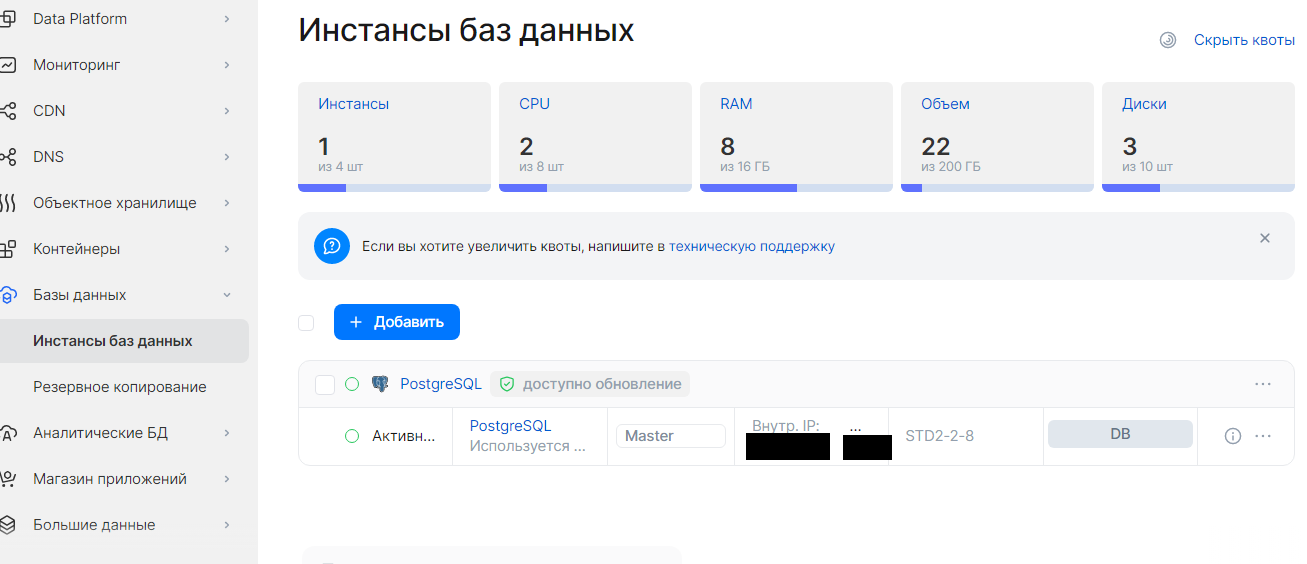 Data Platform
Мониторинг
CDN
DNS
Объектное хранилище
Контейнеры
Базы данных
Инстансы баз данных
Резервное копирование
Аналитические БД
Магазин приложений
Большие данные
Инстансы баз данных
Скрыть квоты
Инстансы
1
из 4 шт
CPU
2
из 8 шт
RAM
8
из 16 ГБ
Объем
22
из 200 ГБ
Диски
3
из 10 шт
Если вы хотите увеличить квоты, напишите в техническую поддержку
+ Добавить
PostgreSQL доступно обновление
Активн...
PostgreSQL
Используется ...
Master
Внутр. IP:
...
STD2-2-8
DB